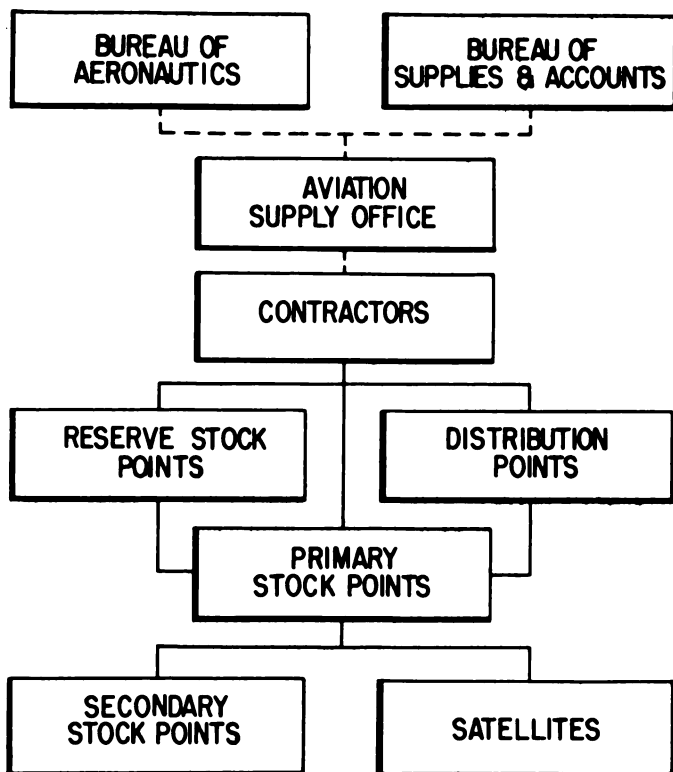 BUREAU OF
AERONAUTICS
BUREAU OF
SUPPLIES & ACCOUNTS
AVIATION
SUPPLY OFFICE
CONTRACTORS
RESERVE STOCK
POINTS
DISTRIBUTION
POINTS
PRIMARY
STOCK POINTS
SECONDARY
STOCK POINTS
SATELLITES